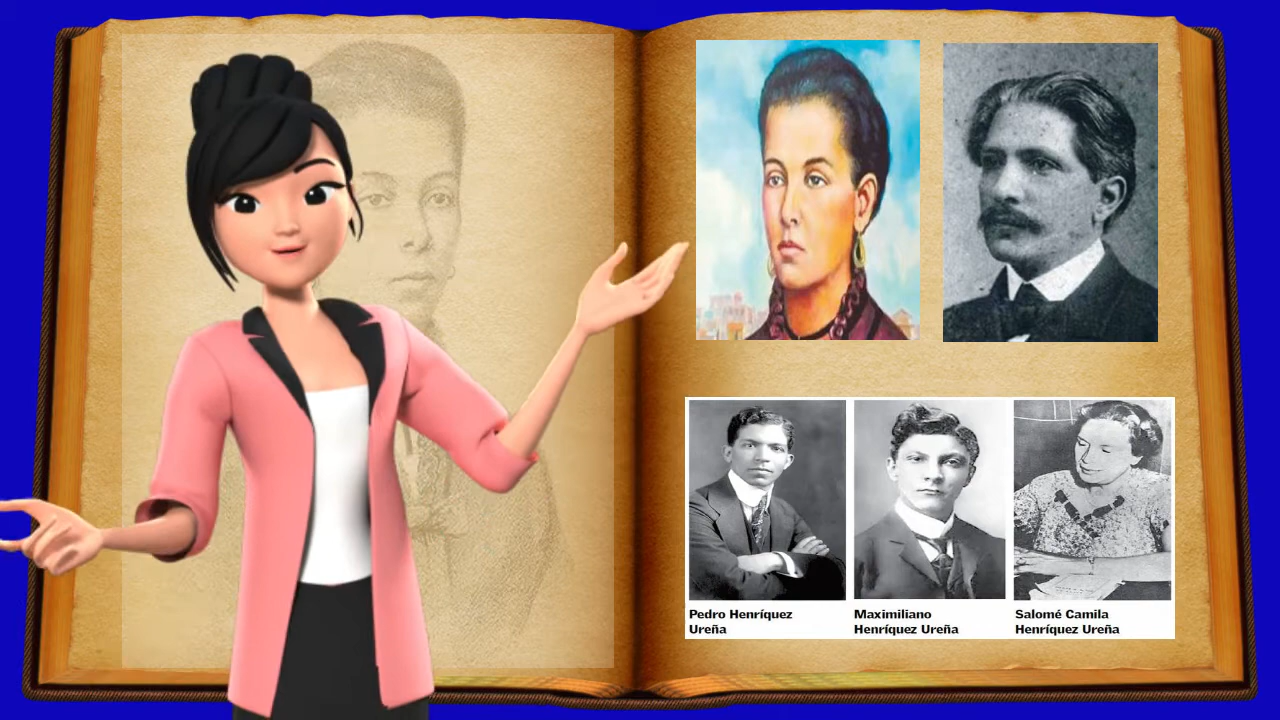 Pedro Henríquez
Ureña
Maximiliano
Henríquez Ureña
Salomé Camila
Henríquez Ureña